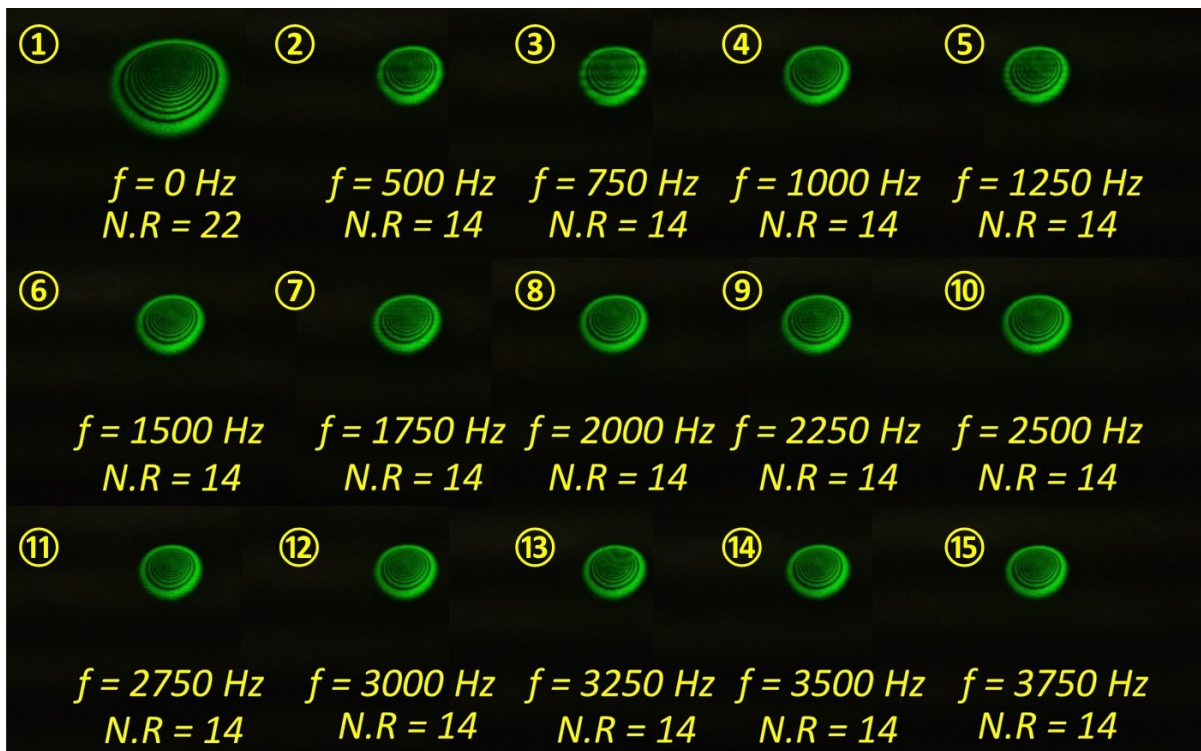 ① ② ③ ④ ⑤
f = 0 Hz f = 500 Hz f = 750 Hz f = 1000 Hz f = 1250 Hz
N.R = 22 N.R = 14 N.R = 14 N.R = 14 N.R = 14
⑥ ⑦ ⑧ ⑨ ⑩
f = 1500 Hz f = 1750 Hz f = 2000 Hz f = 2250 Hz f = 2500 Hz
N.R = 14 N.R = 14 N.R = 14 N.R = 14 N.R = 14
⑪ ⑫ ⑬ ⑭ ⑮
f = 2750 Hz f = 3000 Hz f = 3250 Hz f = 3500 Hz f = 3750 Hz
N.R = 14 N.R = 14 N.R = 14 N.R = 14 N.R = 14